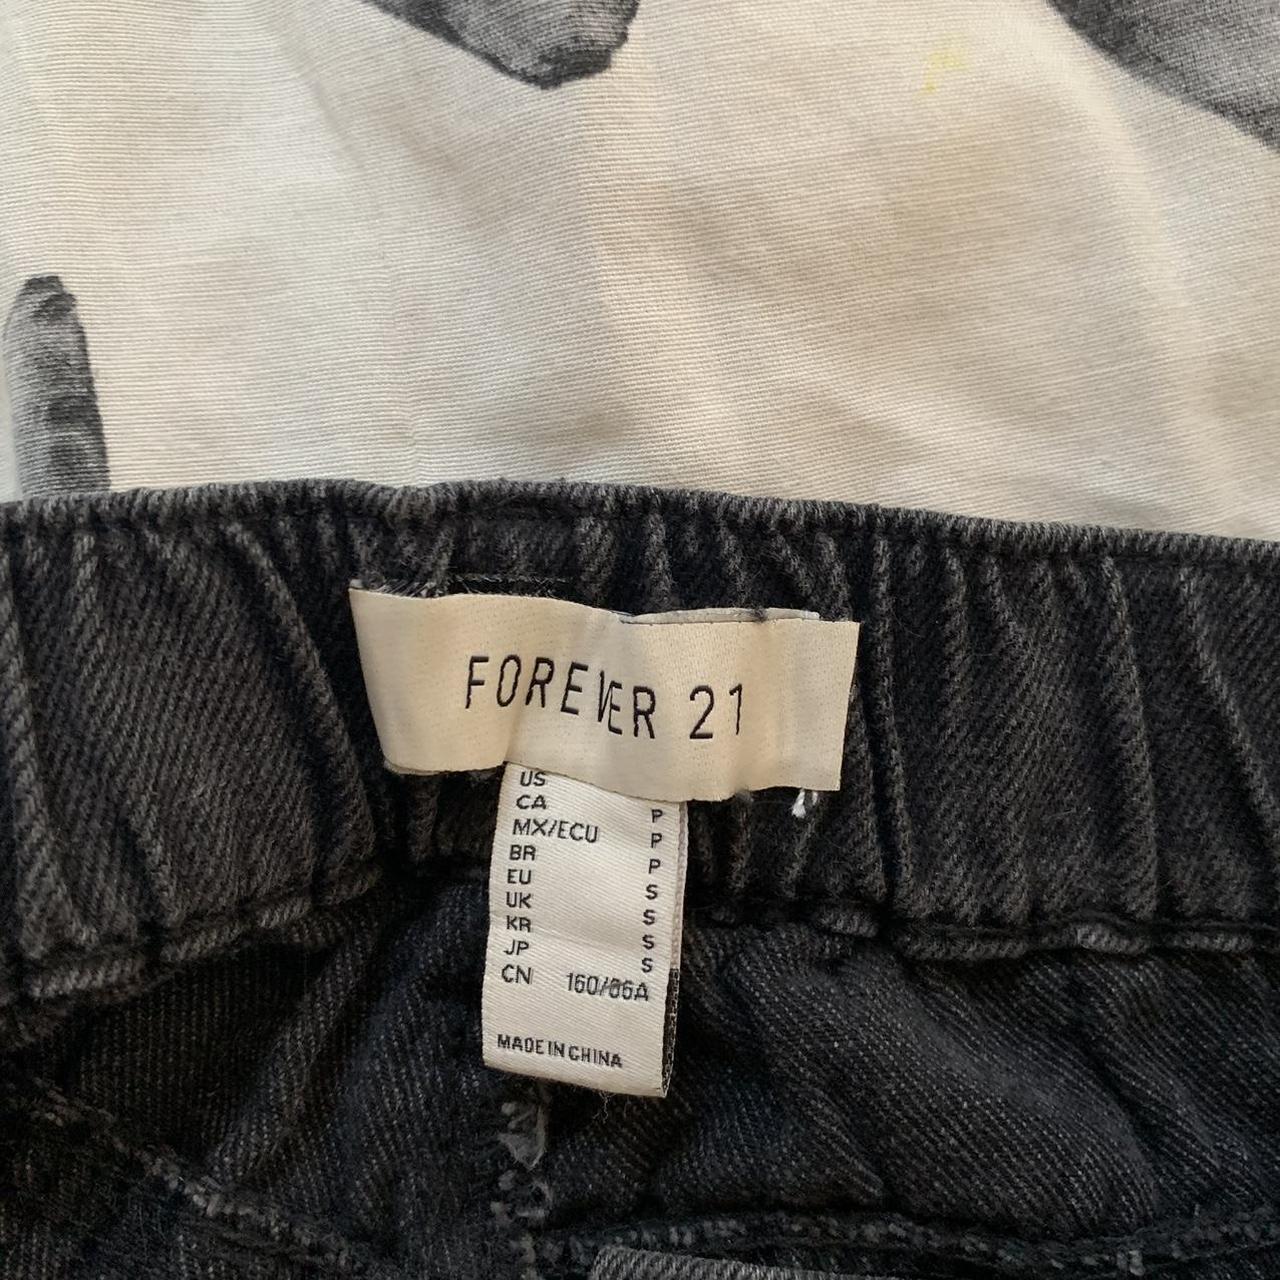 FOREVER 21
US
CA P
MX/ECU P
BR P
EU S
UK S
KR S
JP S
CN 160/66A
MADE IN CHINA